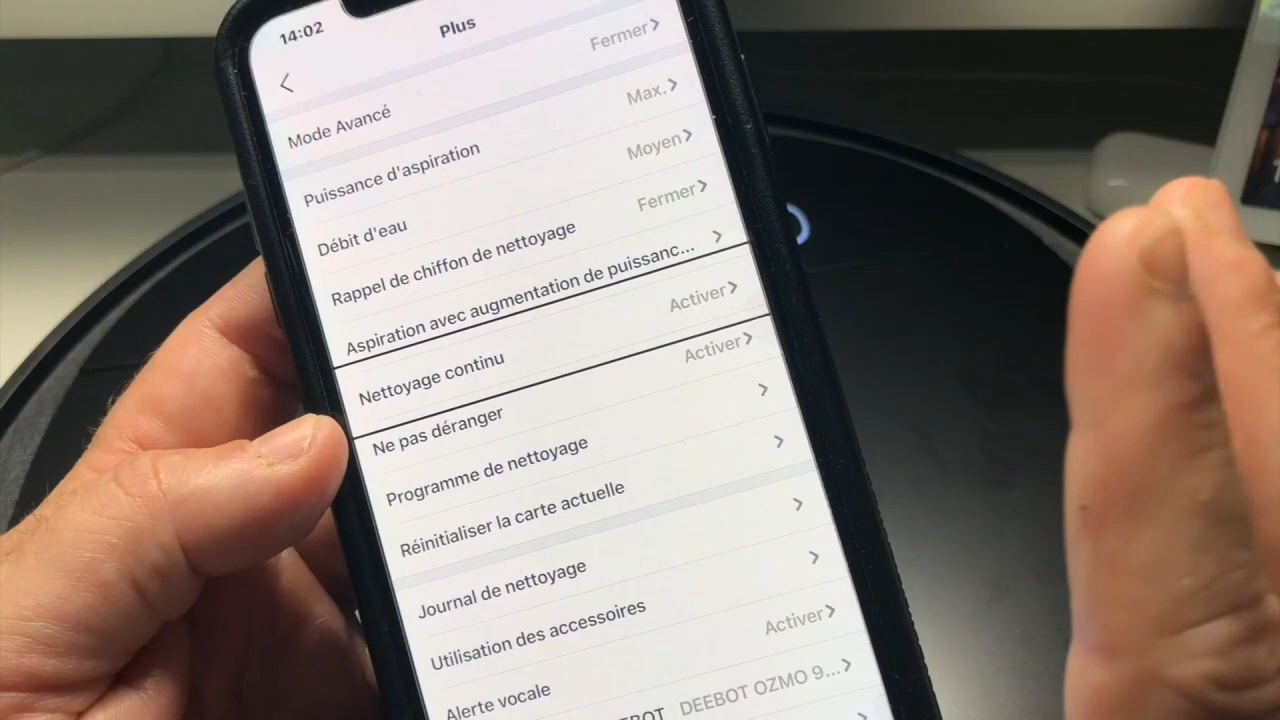 14:02
Plus
Mode Avancé Fermer
Puissance d'aspiration Max.
Débit d'eau Moyen
Rappel de chiffon de nettoyage Fermer
Aspiration avec augmentation de puissanc...
Nettoyage continu Activer
Ne pas déranger Activer
Programme de nettoyage
Réinitialiser la carte actuelle
Journal de nettoyage
Utilisation des accessoires
Alerte vocale Activer
DEEBOT OZMO 9...